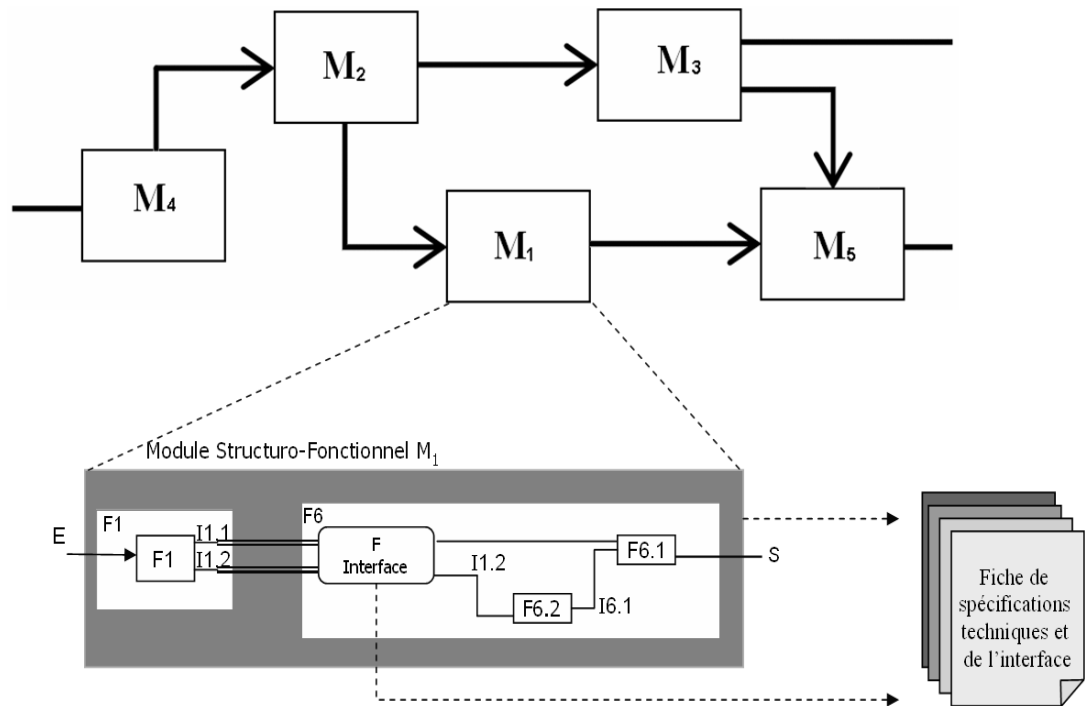 M₂
M₃
M₄
M₁
M₅
Module Structuro-Fonctionnel M₁
E
F1
F1
I1.1
I1.2
F6
F
Interface
I1.2
F6.2
I6.1
F6.1
S
Fiche de
spécifications
techniques et
de l'interface